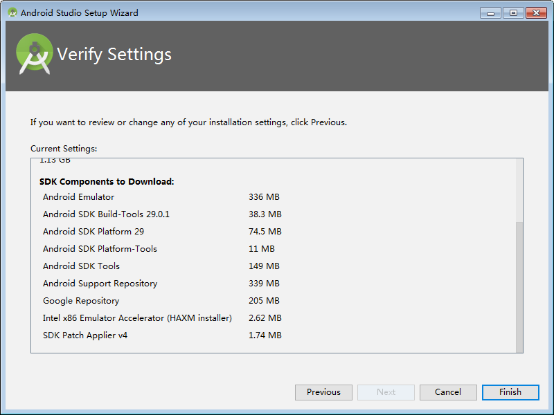 Android Studio Setup Wizard
Verify Settings
If you want to review or change any of your installation settings, click Previous.
Current Settings:
1.13 GB
SDK Components to Download:
Android Emulator 336 MB
Android SDK Build-Tools 29.0.1 38.3 MB
Android SDK Platform 29 74.5 MB
Android SDK Platform-Tools 11 MB
Android SDK Tools 149 MB
Android Support Repository 339 MB
Google Repository 205 MB
Intel x86 Emulator Accelerator (HAXM installer) 2.62 MB
SDK Patch Applier v4 1.74 MB
Previous Next Cancel Finish